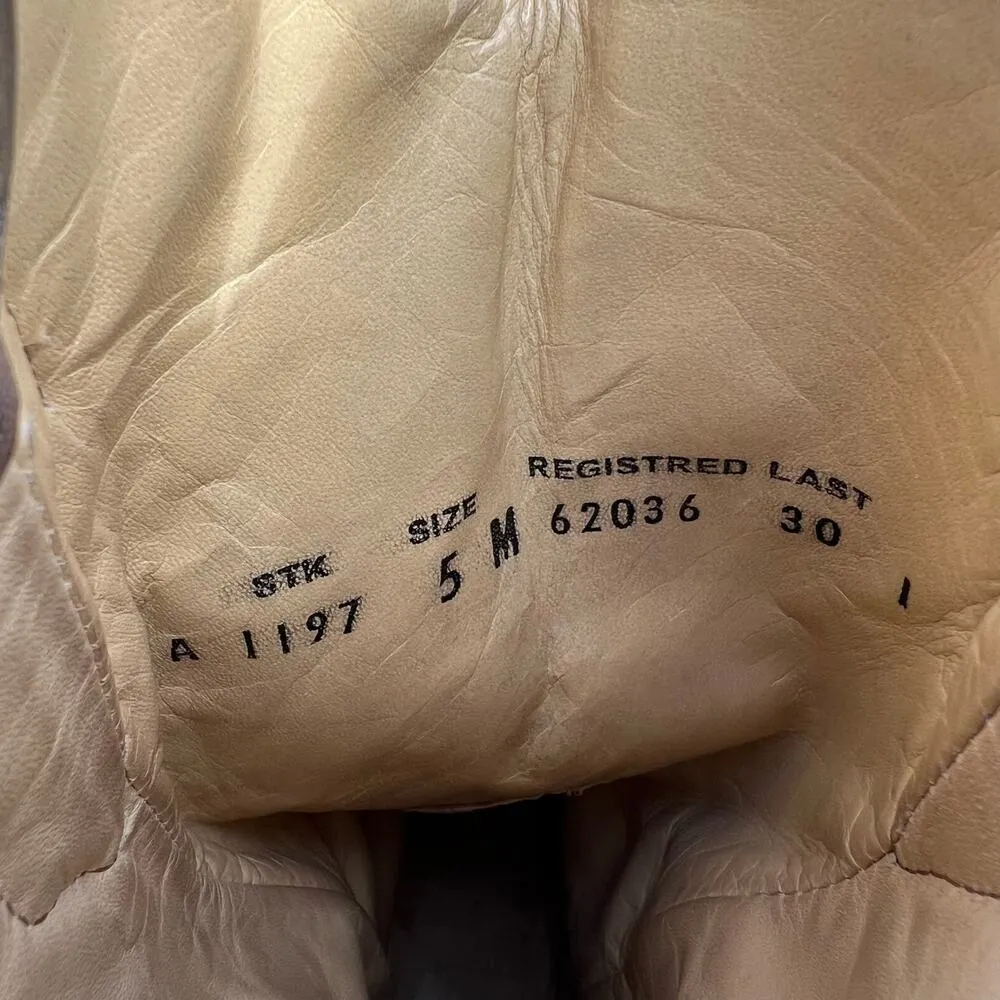 STK SIZE REGISTRED LAST
A 1197 5 M 62036 30 1